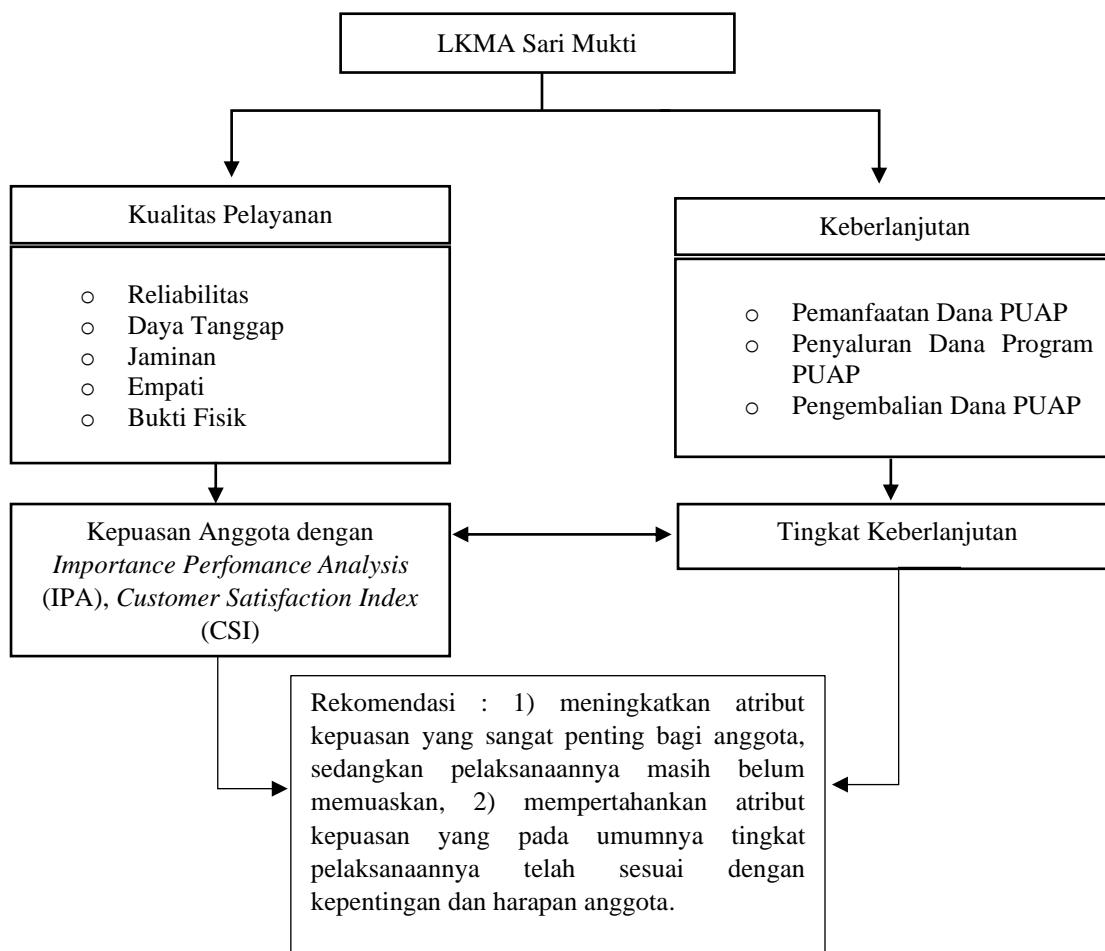 LKMA Sari Mukti
Kualitas Pelayanan
o Reliabilitas
o Daya Tanggap
o Jaminan
o Empati
o Bukti Fisik
Keberlanjutan
o Pemanfaatan Dana PUAP
o Penyaluran Dana Program
PUAP
o Pengembalian Dana PUAP
Kepuasan Anggota dengan
Importance Perfomance Analysis
(IPA), Customer Satisfaction Index
(CSI)
Tingkat Keberlanjutan
Rekomendasi : 1) meningkatkan atribut
kepuasan yang sangat penting bagi anggota,
sedangkan pelaksanaannya masih belum
memuaskan, 2) mempertahankan atribut
kepuasan yang pada umumnya tingkat
pelaksanaannya telah sesuai dengan
kepentingan dan harapan anggota.